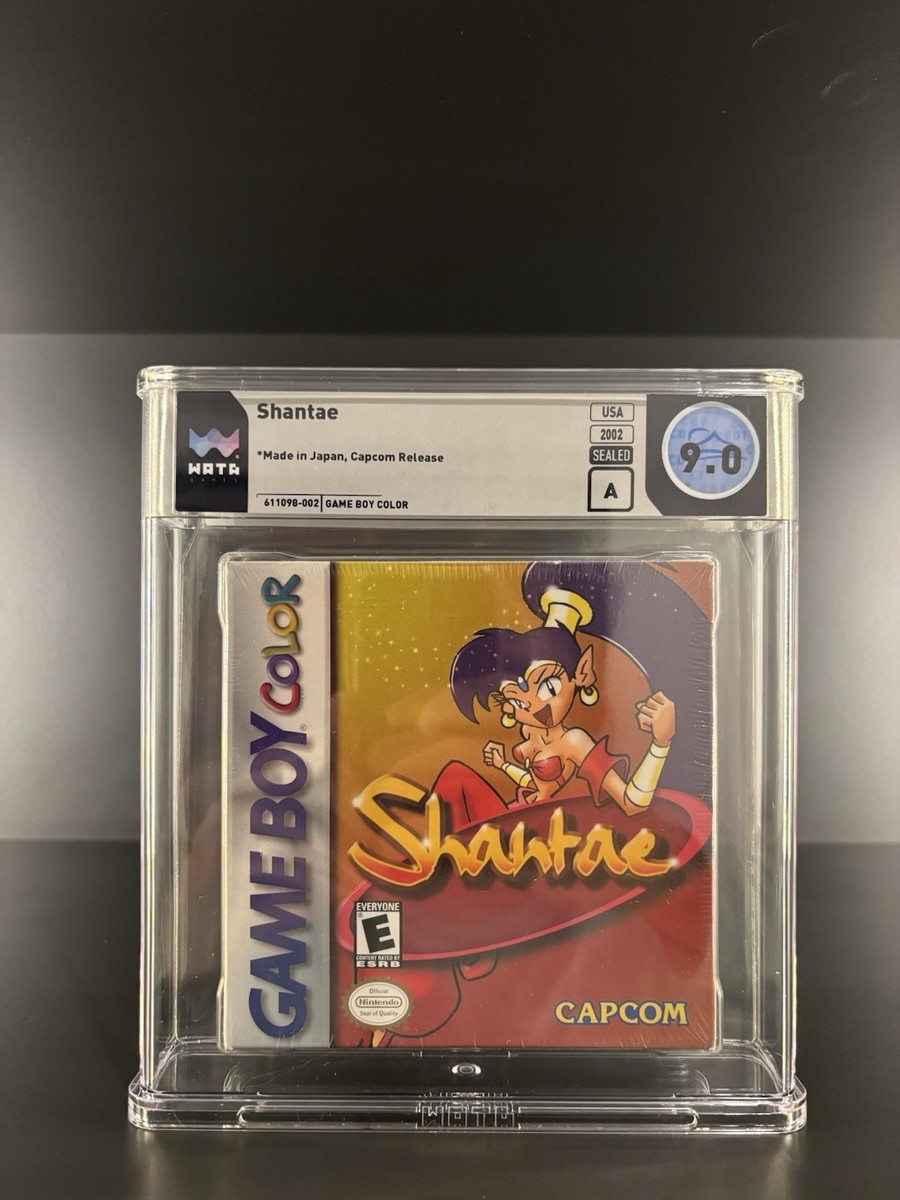 Shantae
*Made in Japan, Capcom Release
611098-002 GAME BOY COLOR
USA
2002
SEALED
A
9.0
WATA
GAMES
GAME BOY COLOR
Shantae
EVERYONE
E
CONTENT RATED BY
ESRB
Official
Nintendo
Seal of Quality
CAPCOM
WATA